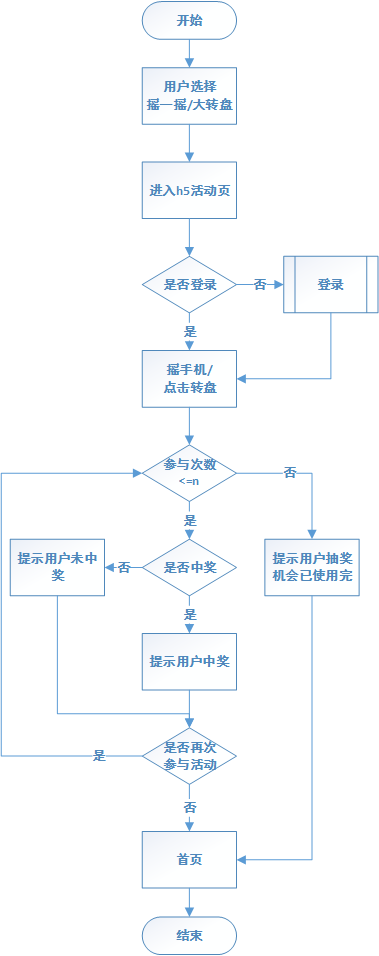 开始
用户选择
摇一摇/大转盘
进入h5活动页
是否登录
否
登录
是
摇手机/
点击转盘
参与次数
<=n
否
是
提示用户未中
奖
否
是否中奖
提示用户抽奖
机会已使用完
是
提示用户中奖
是否再次
参与活动
是
否
首页
结束